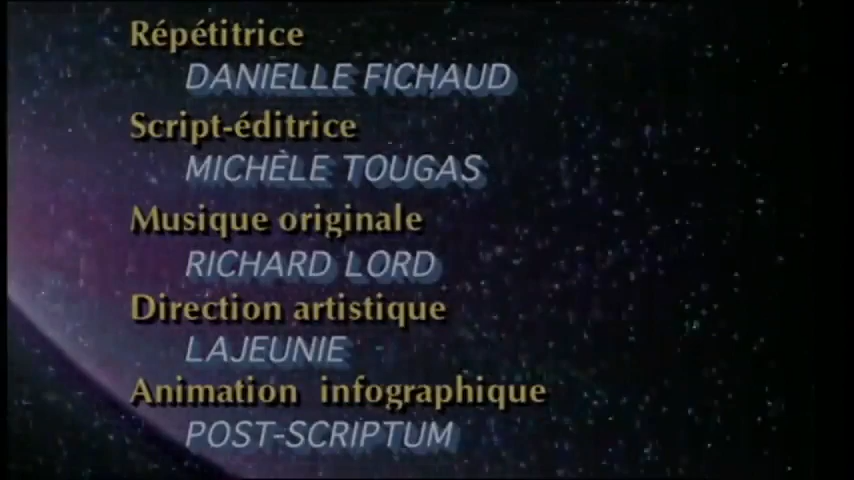 Répétitrice
DANIELLE FICHAUD
Script-éditrice
MICHÈLE TOUGAS
Musique originale
RICHARD LORD
Direction artistique
LAJEUNIE
Animation infographique
POST-SCRIPTUM